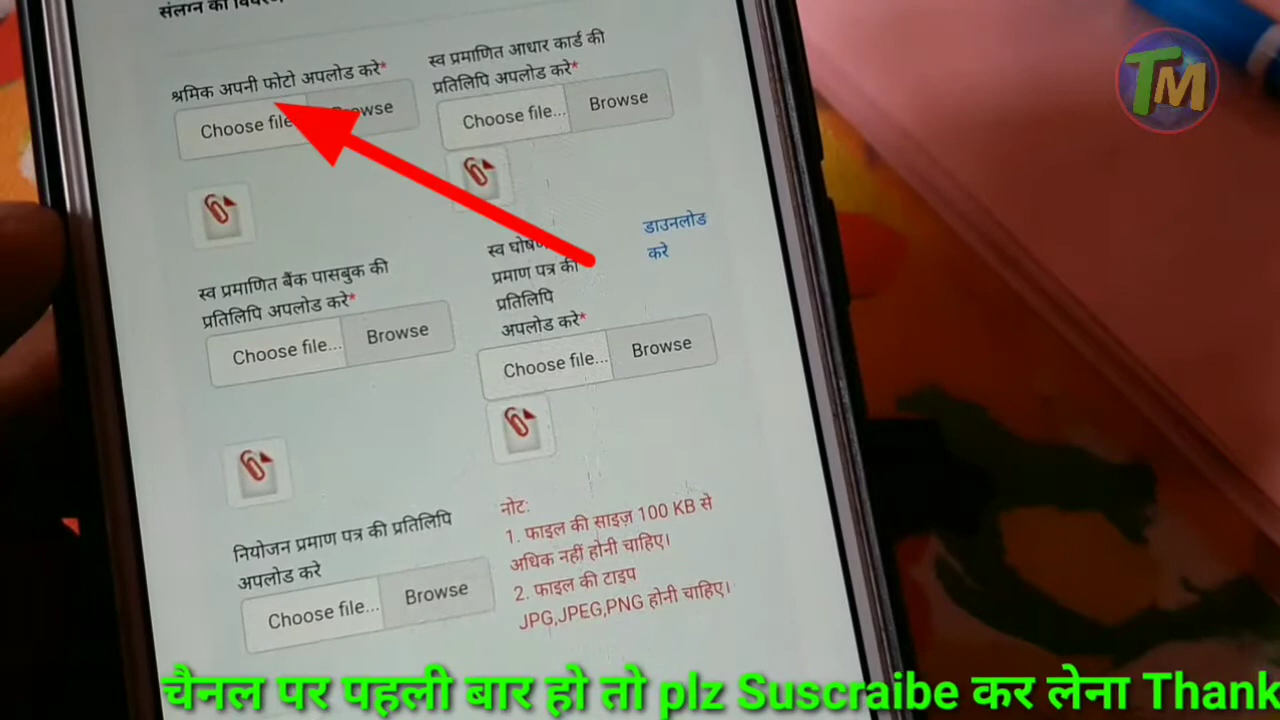 संलग्न का विवरण
श्रमिक अपनी फोटो अपलोड करे*
Choose file
स्व प्रमाणित आधार कार्ड की
प्रतिलिपि अपलोड करे*
Choose file... Browse
स्व प्रमाणित बैंक पासबुक की
प्रतिलिपि अपलोड करे*
Choose file... Browse
स्व
प्रमाण पत्र की
प्रतिलिपि
अपलोड करे*
Choose file... Browse
डाउनलोड
करे
नियोजन प्रमाण पत्र की प्रतिलिपि
अपलोड करे
Choose file... Browse
नोट:
1. फाइल की साइज़ 100 KB से
अधिक नहीं होनी चाहिए।
2. फाइल की टाइप
JPG,JPEG,PNG होनी चाहिए।
TM
चैनल पर पहली बार हो तो plz Suscraibe कर लेना Thank